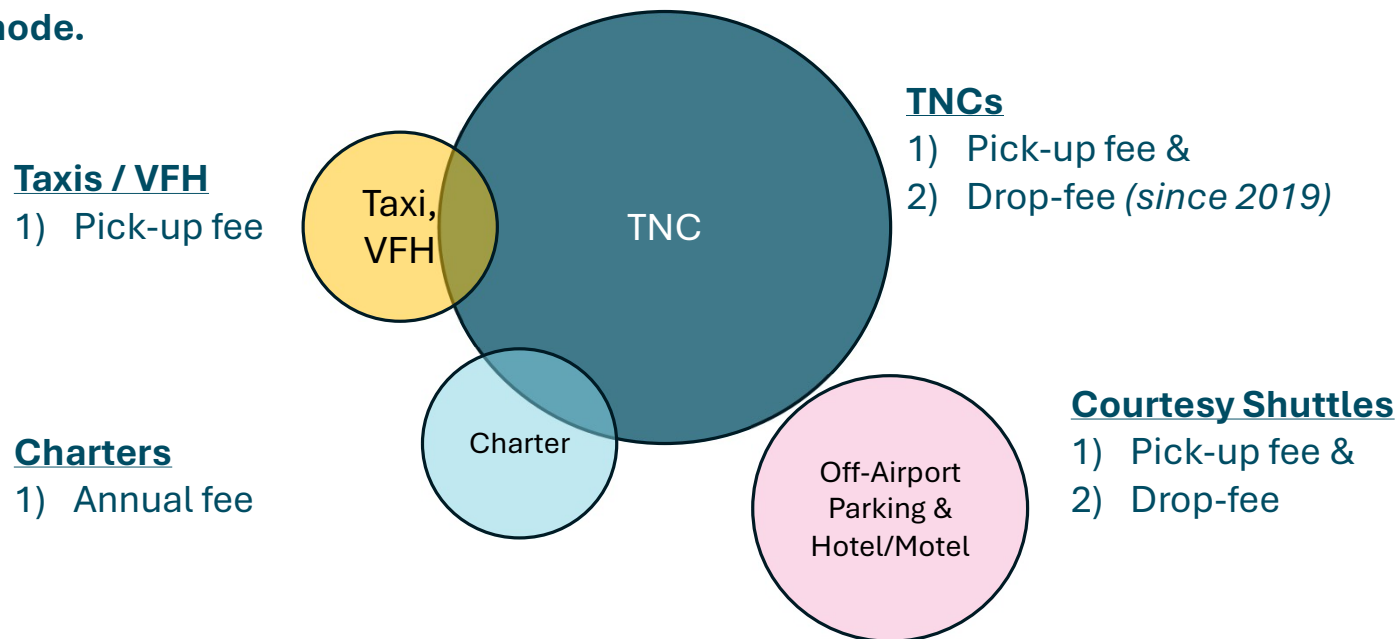 Taxis / VFH
1) Pick-up fee
Taxi,
VFH
TNC
TNCs
1) Pick-up fee &
2) Drop-fee (since 2019)
Charters
1) Annual fee
Charter
Off-Airport
Parking &
Hotel/Motel
Courtesy Shuttles
1) Pick-up fee &
2) Drop-fee